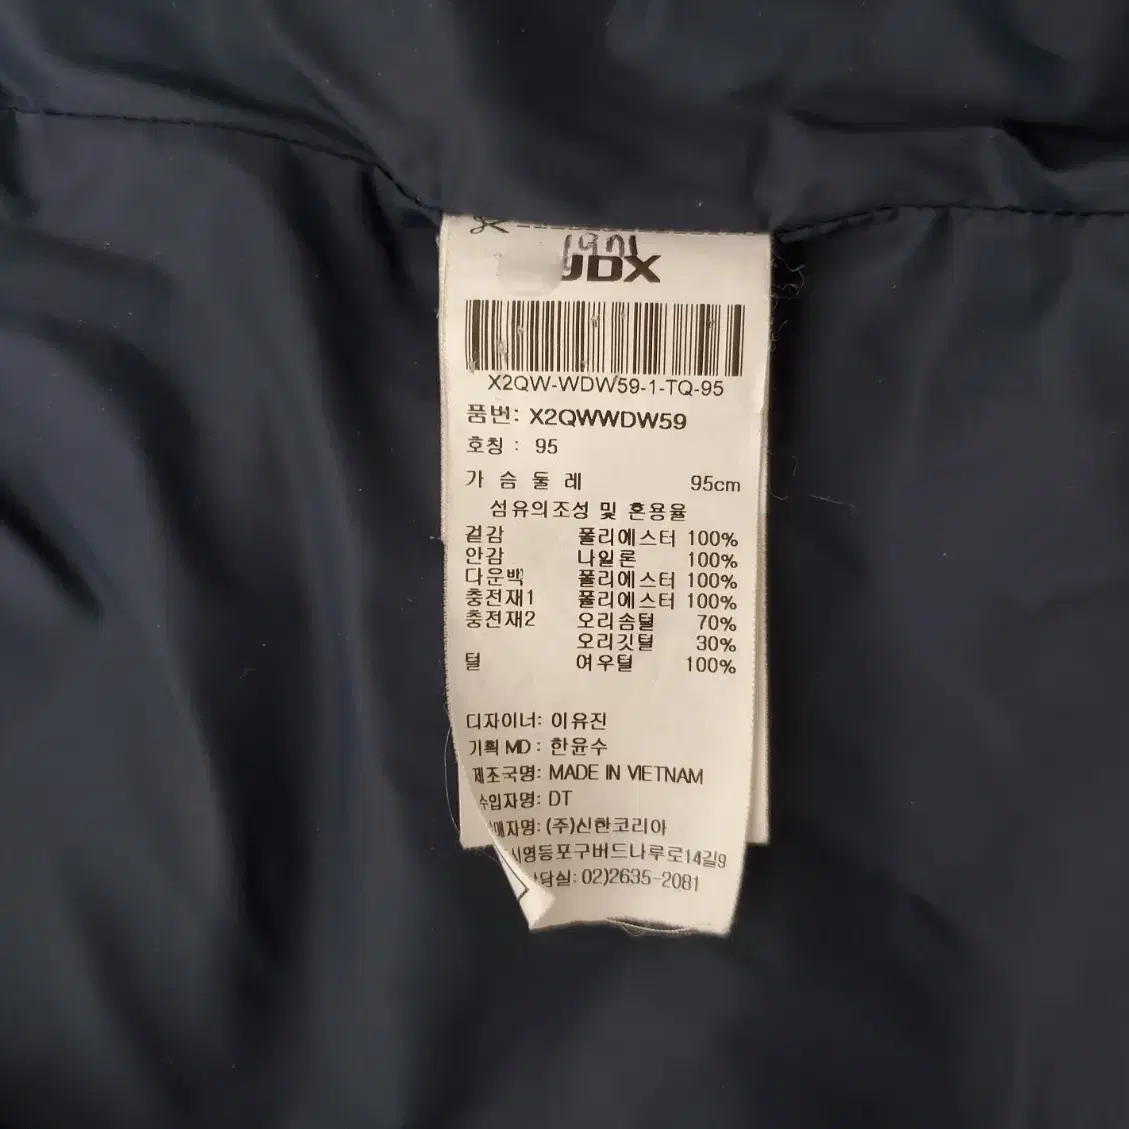 JDX
X2QW-WDW59-1-TQ-95
품번: X2QWWDW59
호칭 : 95
가 슴 둘 레 95cm
섬유의조성 및 혼용율
겉감 폴리에스터 100%
안감 나일론 100%
다운백 폴리에스터 100%
충전재1 폴리에스터 100%
충전재2 오리솜털 70%
오리깃털 30%
털 여우털 100%
디자이너: 이유진
기획 MD : 한윤수
제조국명: MADE IN VIETNAM
수입자명: DT
매자명: (주)신한코리아
시영등포구버드나루로14길9
담실: 02)2635-2081